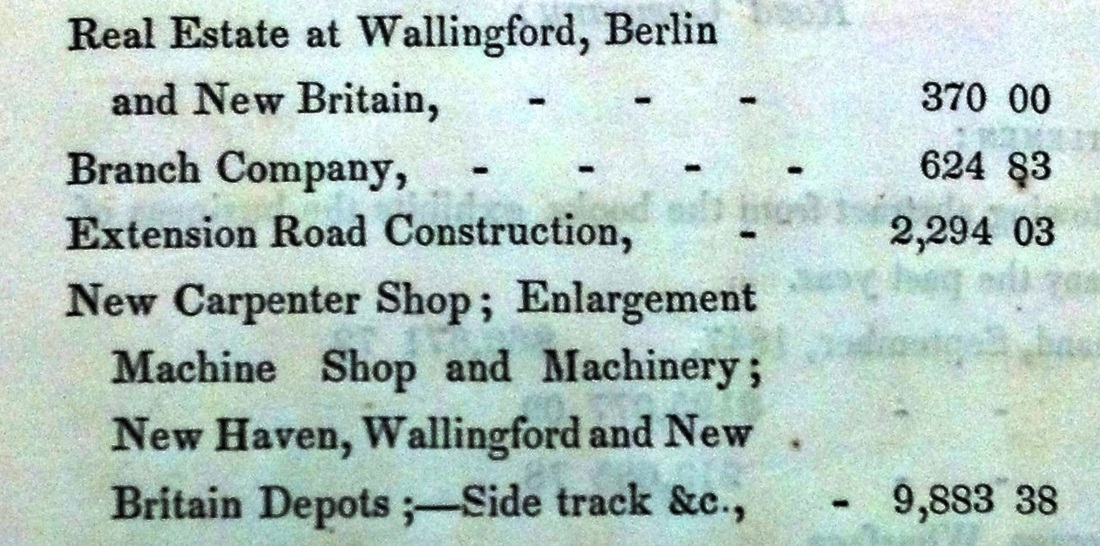 Real Estate at Wallingford, Berlin
and New Britain, - - - 370 00
Branch Company, - - - - 624 83
Extension Road Construction, - 2,294 03
New Carpenter Shop; Enlargement
Machine Shop and Machinery;
New Haven, Wallingford and New
Britain Depots;—Side track &c., - 9,883 38